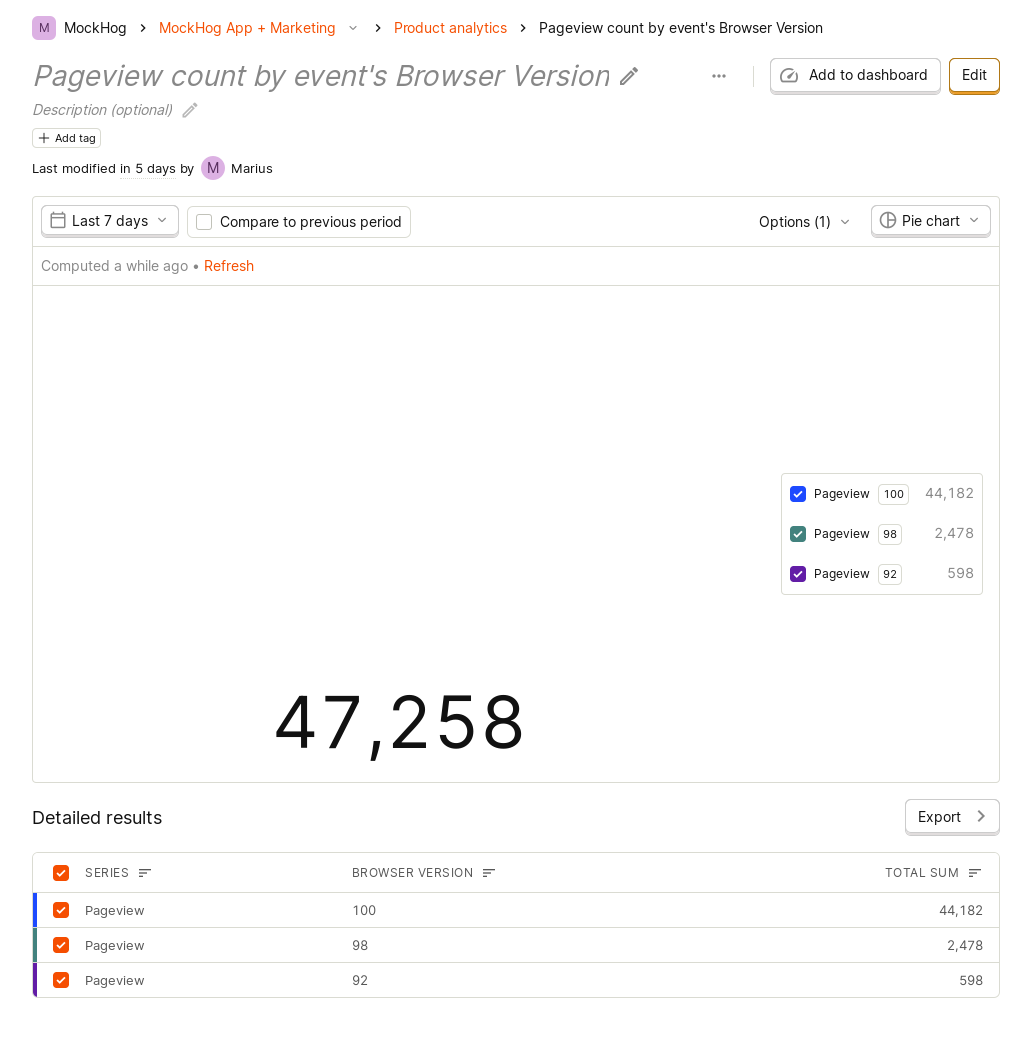 M MockHog MockHog App + Marketing Product analytics Pageview count by event's Browser Version
Pageview count by event's Browser Version
Add to dashboard Edit
Description (optional)
Add tag
Last modified in 5 days by M Marius
Last 7 days Compare to previous period Options (1) Pie chart
Computed a while ago • Refresh
Pageview 100 44,182
Pageview 98 2,478
Pageview 92 598
47,258
Detailed results Export
SERIES BROWSER VERSION TOTAL SUM
Pageview 100 44,182
Pageview 98 2,478
Pageview 92 598